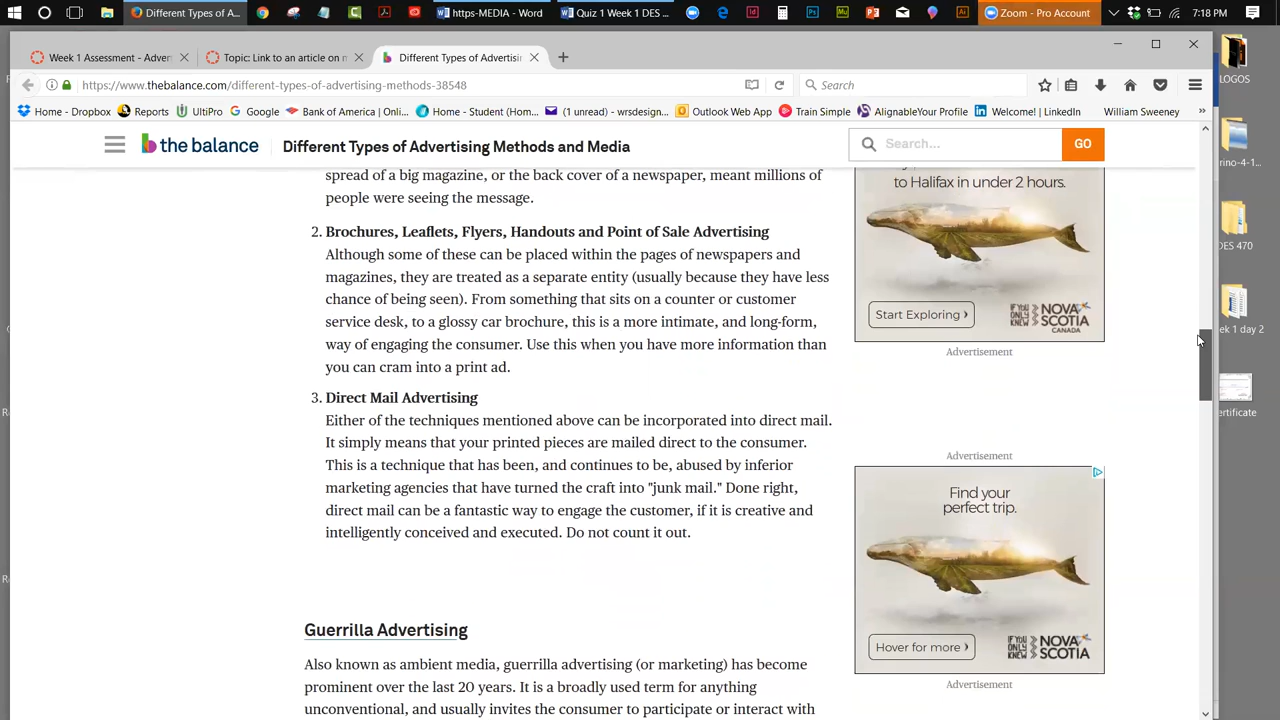 Different Types of A...
https-MEDIA - Word
Quiz 1 Week 1 DES ...
Zoom - Pro Account
7:18 PM
LOGOS
Week 1 Assessment - Adver
Topic: Link to an article on m
Different Types of Advertisin
https://www.thebalance.com/different-types-of-advertising-methods-38548
Search
Home - Dropbox
Reports
UltiPro
Google
Bank of America | Onli...
Home - Student (Hom...
(1 unread) - wrsdesign...
Outlook Web App
Train Simple
AlignableYour Profile
Welcome! | LinkedIn
William Sweeney
the balance
Different Types of Advertising Methods and Media
Search...
GO
rino-4-1...
spread of a big magazine, or the back cover of a newspaper, meant millions of
people were seeing the message.
2. Brochures, Leaflets, Flyers, Handouts and Point of Sale Advertising
Although some of these can be placed within the pages of newspapers and
magazines, they are treated as a separate entity (usually because they have less
chance of being seen). From something that sits on a counter or customer
service desk, to a glossy car brochure, this is a more intimate, and long-form,
way of engaging the consumer. Use this when you have more information than
you can cram into a print ad.
3. Direct Mail Advertising
Either of the techniques mentioned above can be incorporated into direct mail.
It simply means that your printed pieces are mailed direct to the consumer.
This is a technique that has been, and continues to be, abused by inferior
marketing agencies that have turned the craft into "junk mail." Done right,
direct mail can be a fantastic way to engage the customer, if it is creative and
intelligently conceived and executed. Do not count it out.
Guerrilla Advertising
Also known as ambient media, guerrilla advertising (or marketing) has become
prominent over the last 20 years. It is a broadly used term for anything
unconventional, and usually invites the consumer to participate or interact with
to Halifax in under 2 hours.
Start Exploring ›
IF YOU ONLY KNEW
NOVA SCOTIA
CANADA
Advertisement
Advertisement
Find your
perfect trip.
Hover for more ›
IF YOU ONLY KNEW
NOVA SCOTIA
Advertisement
DES 470
ek 1 day 2
ertificate